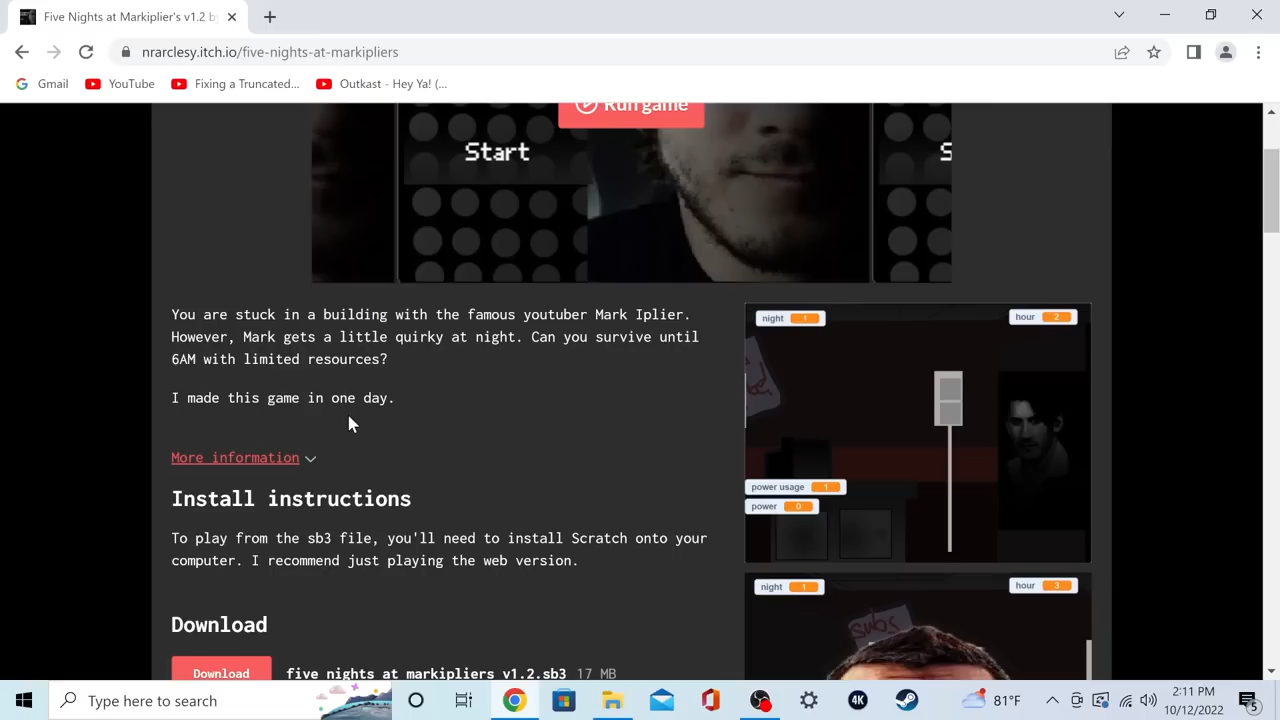 Five Nights at Markiplier's v1.2 b
nrarclesy.itch.io/five-nights-at-markipliers
Gmail
YouTube
Fixing a Truncated...
Outkast - Hey Ya! (...
Run game
Start
S
You are stuck in a building with the famous youtuber Mark Iplier.
However, Mark gets a little quirky at night. Can you survive until
6AM with limited resources?
I made this game in one day.
More information
Install instructions
To play from the sb3 file, you'll need to install Scratch onto your
computer. I recommend just playing the web version.
Download
Download
five nights at markipliers v1.2.sb3 17 MB
night 1
hour 2
power usage 1
power 0
night 1
hour 3
subs
Type here to search
4K
81°F
2:11 PM
10/12/2022
5